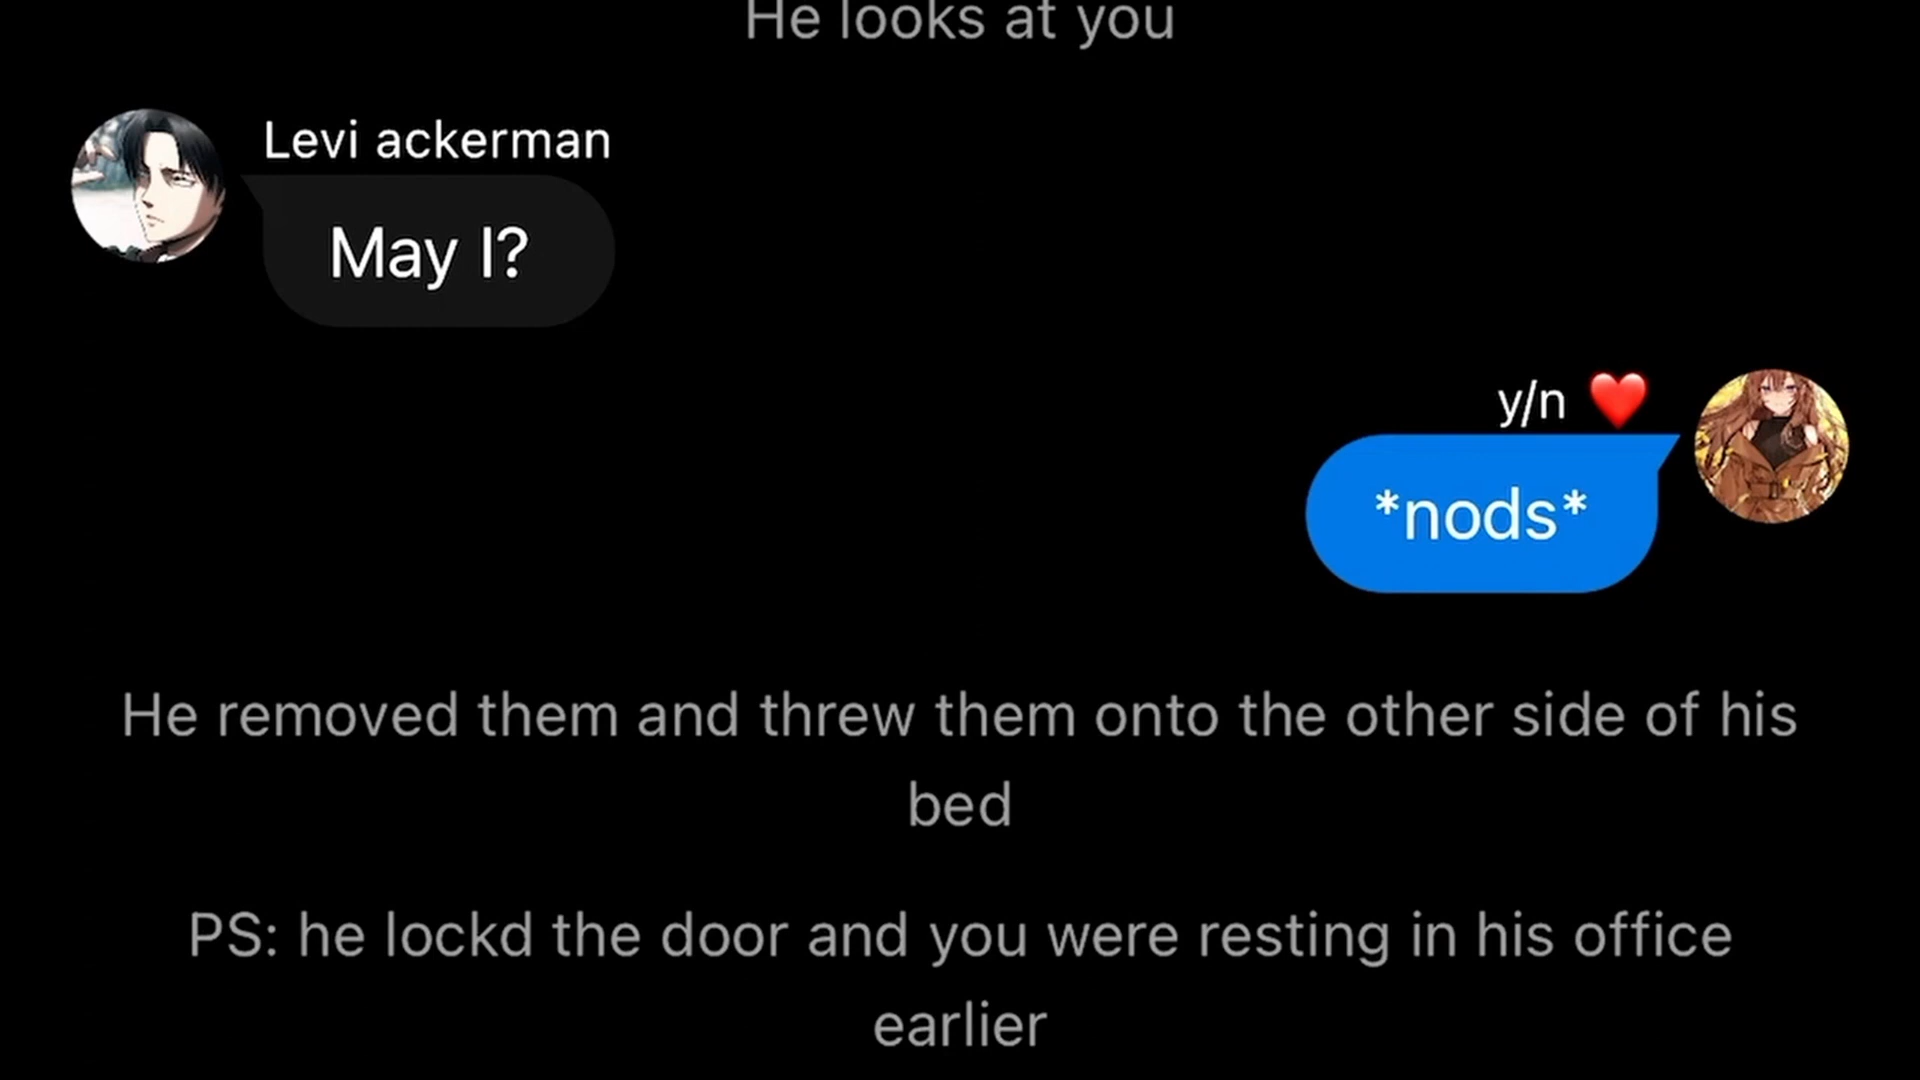 He looks at you
Levi ackerman
May I?
y/n ❤️
*nods*
He removed them and threw them onto the other side of his
bed
PS: he lockd the door and you were resting in his office
earlier